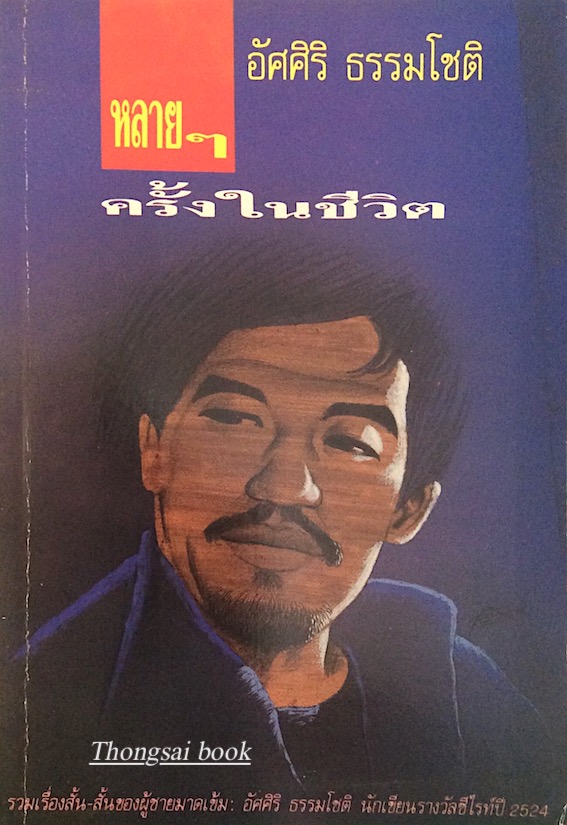 อัศศิริ ธรรมโชติ
หลายๆ
ครั้งในชีวิต
Thongsai book
รวมเรื่องสั้น-สั้นของผู้ชายมาดเข้ม: อัศศิริ ธรรมโชติ นักเขียนรางวัลซีไรท์ปี 2524